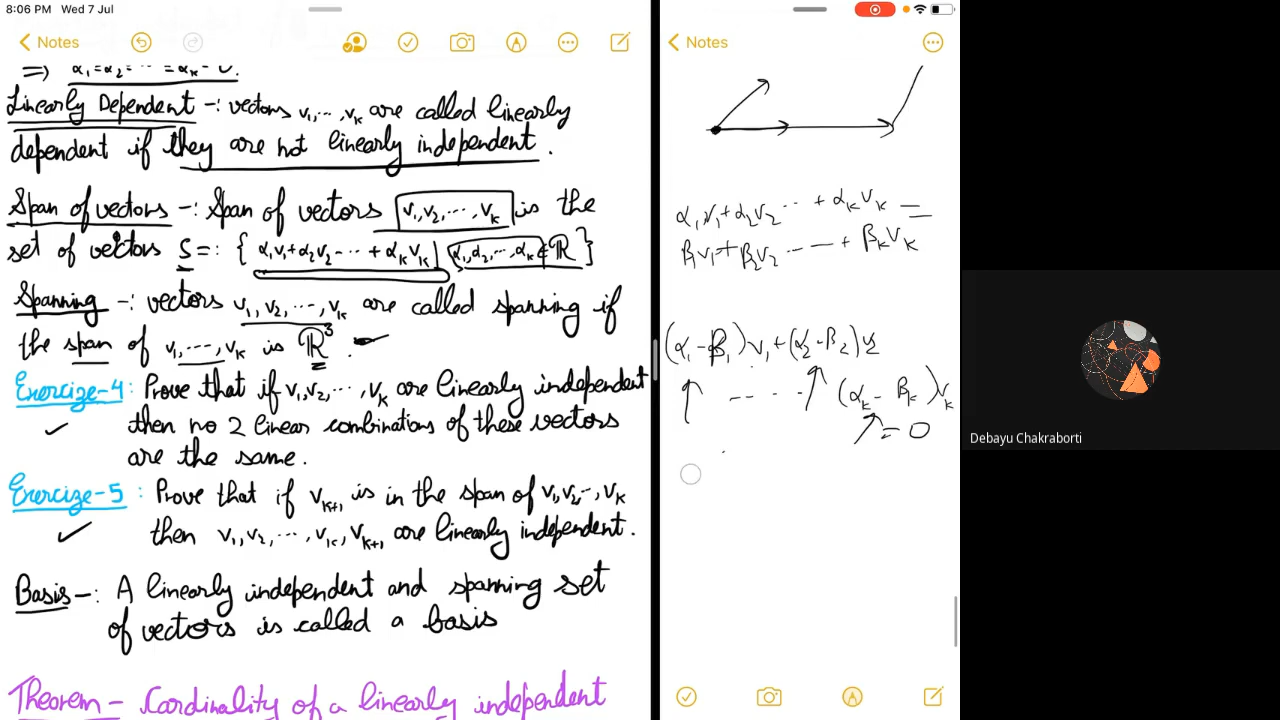 8:06 PM Wed 7 Jul
Notes
=> α₁=α₂= ··· =αₖ = 0.
Linearly Dependent -: vectors v₁,···,vₖ are called linearly
dependent if they are not linearly independent.
Span of vectors -: Span of vectors v₁,v₂,···,vₖ is the
set of vectors S =: { α₁v₁+α₂v₂ --- + αₖvₖ | α₁,α₂,···,αₖ ∈ ℝ }
Spanning -: vectors v₁,v₂,···,vₖ are called spanning if
the span of v₁,···,vₖ is ℝ³.
Exercize-4 : Prove that if v₁,v₂,···,vₖ are linearly independent
then no 2 linear combinations of these vectors
are the same.
Exercize-5 : Prove that if vₖ₊₁ is in the span of v₁,v₂··,vₖ
then v₁,v₂,···,vₖ,vₖ₊₁ are linearly independent.
Basis -: A linearly independent and spanning set
of vectors is called a basis
Theorem - Cardinality of a linearly independent
Notes
α₁v₁+α₂v₂ ··· + αₖvₖ =
β₁v₁+β₂v₂ ---- + βₖvₖ
(α₁-β₁)v₁+(α₂-β₂)v₂
---- (αₖ-βₖ)vₖ
= 0
Debayu Chakraborti